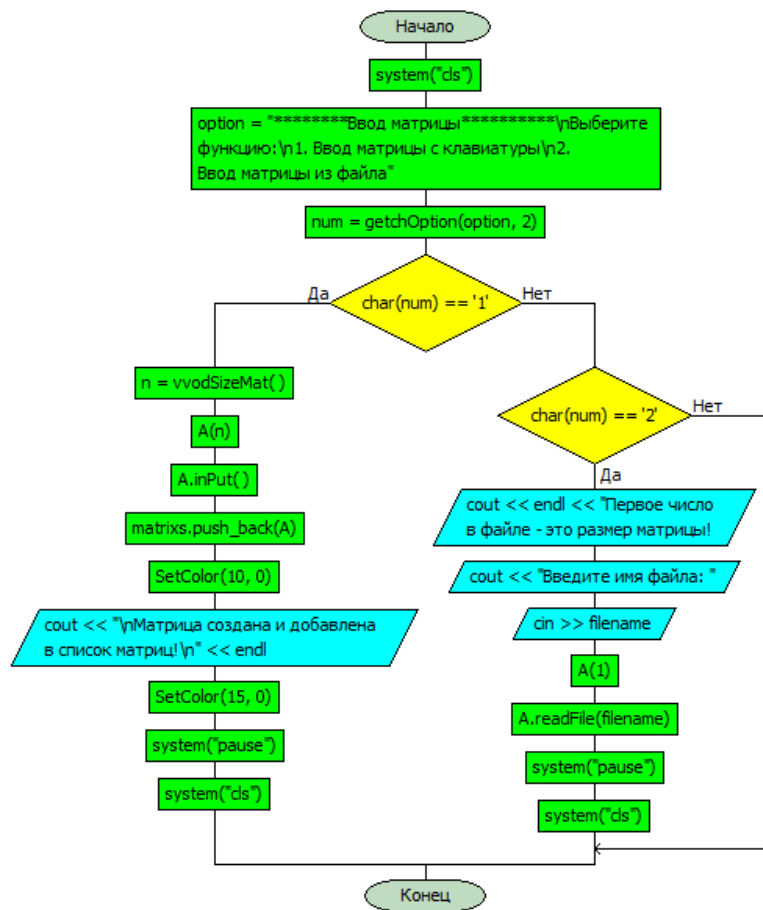 Начало
system("cls")
option = "********Ввод матрицы**********\nВыберите
функцию:\n1. Ввод матрицы с клавиатуры\n2.
Ввод матрицы из файла"
num = getchOption(option, 2)
char(num) == '1'
Да
Нет
n = vvodSizeMat( )
A(n)
A.inPut( )
matrixs.push_back(A)
SetColor(10, 0)
cout << "\nМатрица создана и добавлена
в список матриц!\n" << endl
SetColor(15, 0)
system("pause")
system("cls")
char(num) == '2'
Нет
Да
cout << endl << "Первое число
в файле - это размер матрицы!
cout << "Введите имя файла: "
cin >> filename
A(1)
A.readFile(filename)
system("pause")
system("cls")
Конец